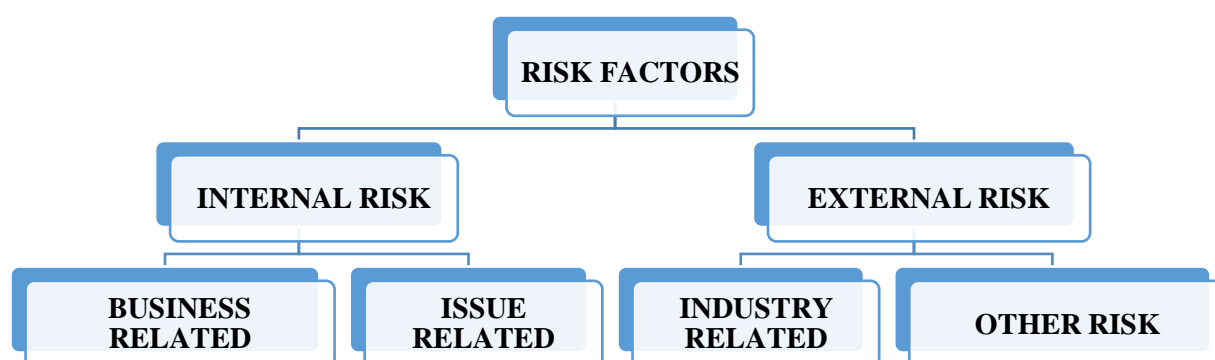 RISK FACTORS
INTERNAL RISK
EXTERNAL RISK
BUSINESS
RELATED
ISSUE
RELATED
INDUSTRY
RELATED
OTHER RISK